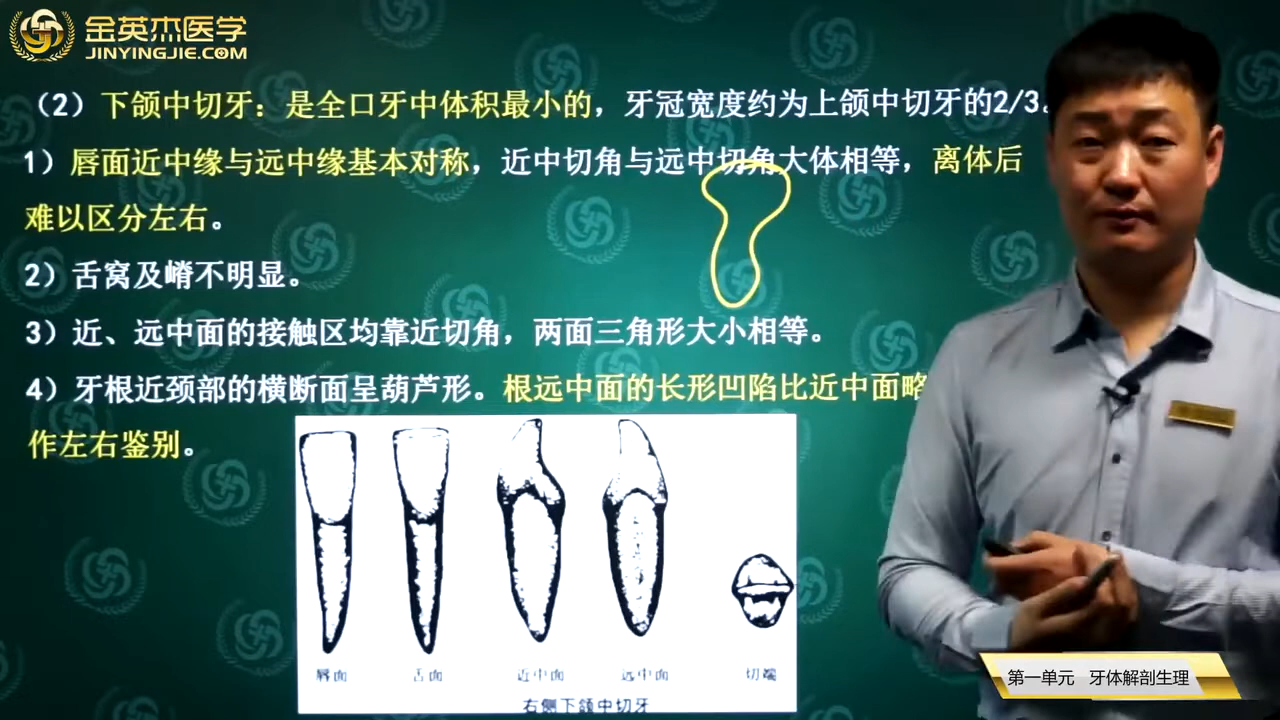 金英杰医学
JINYINGJIE.COM
（2）下颌中切牙：是全口牙中体积最小的，牙冠宽度约为上颌中切牙的2/3。
1）唇面近中缘与远中缘基本对称，近中切角与远中切角大体相等，离体后
难以区分左右。
2）舌窝及嵴不明显。
3）近、远中面的接触区均靠近切角，两面三角形大小相等。
4）牙根近颈部的横断面呈葫芦形。根远中面的长形凹陷比近中面略
作左右鉴别。
唇面 舌面 近中面 远中面 切端
右侧下颌中切牙
第一单元 牙体解剖生理